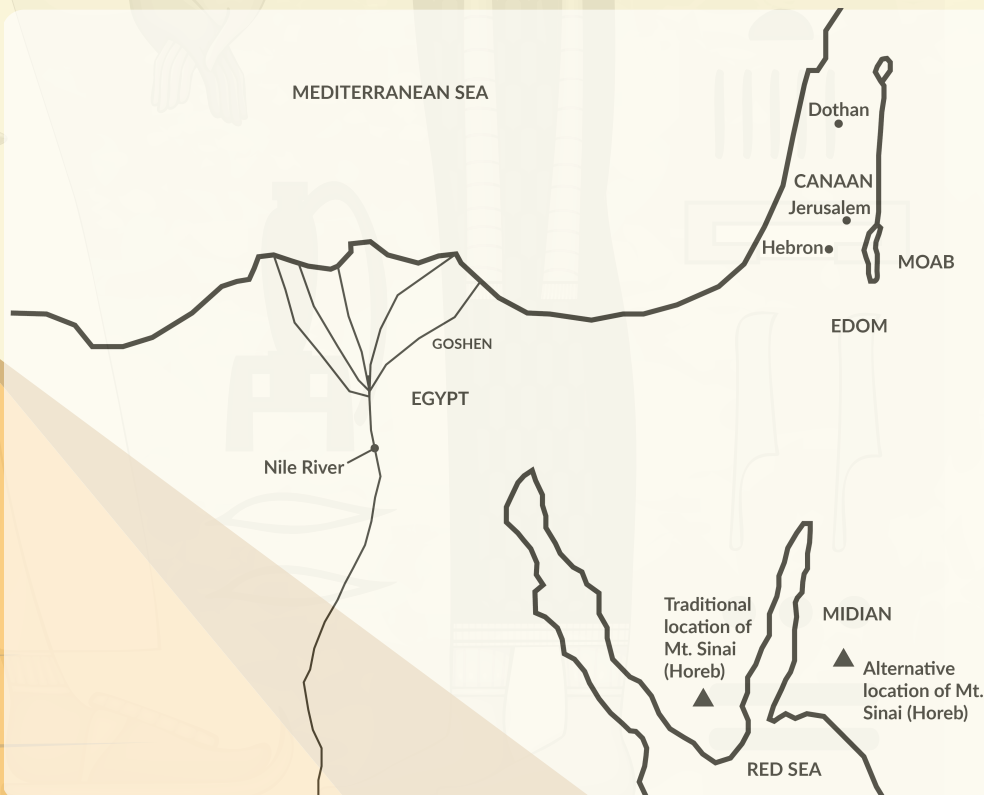 MEDITERRANEAN SEA
Dothan
CANAAN
Jerusalem
Hebron
MOAB
EDOM
GOSHEN
EGYPT
Nile River
Traditional
location of
Mt. Sinai
(Horeb)
MIDIAN
Alternative
location of Mt.
Sinai (Horeb)
RED SEA